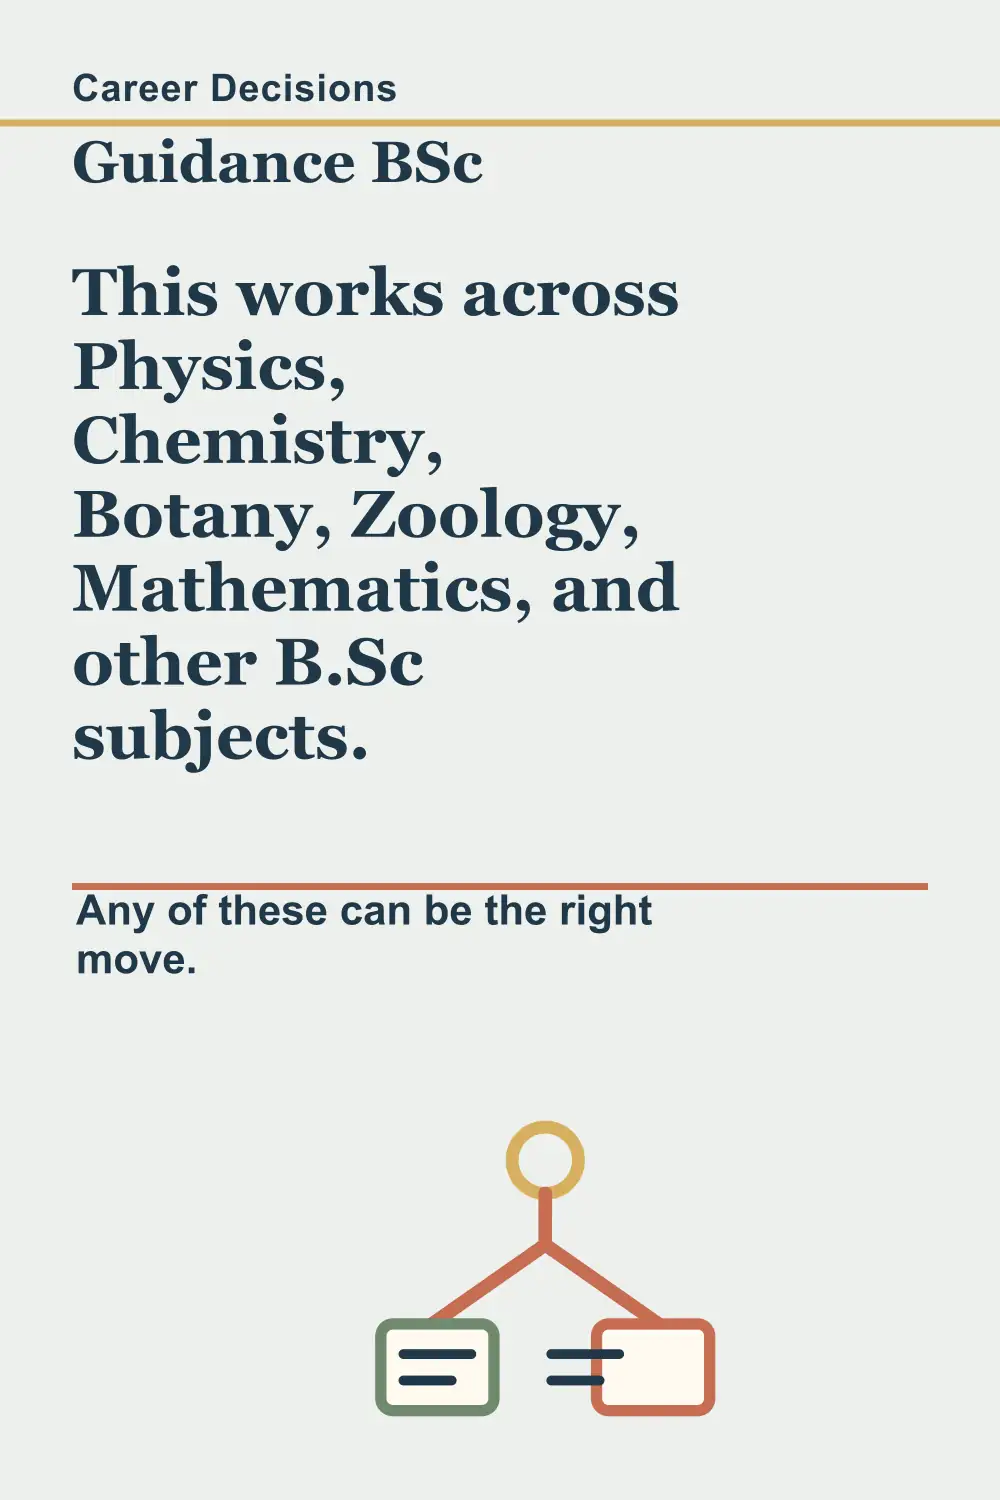 Career Decisions
Guidance BSc
This works across
Physics,
Chemistry,
Botany, Zoology,
Mathematics, and
other B.Sc
subjects.
Any of these can be the right
move.